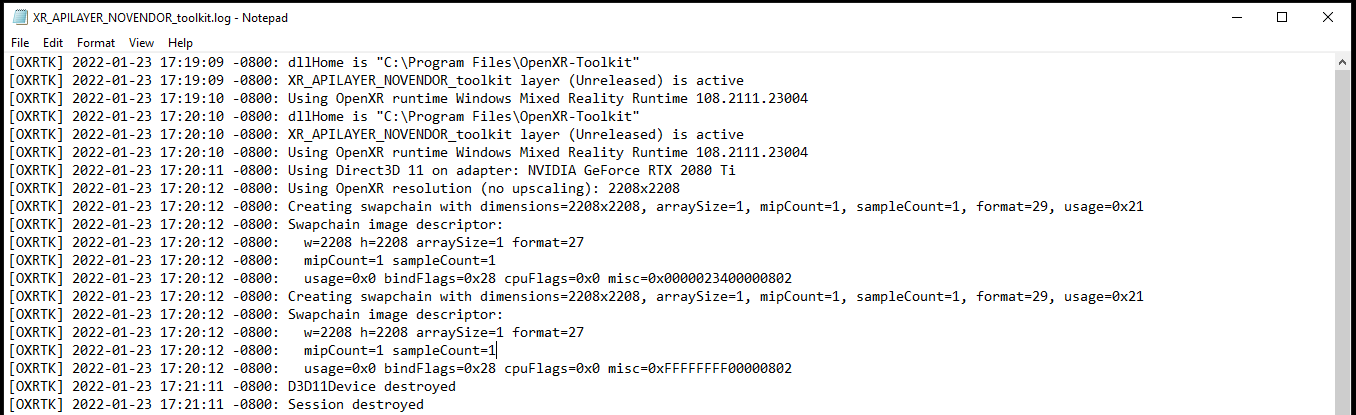 XR_APILAYER_NOVENDOR_toolkit.log - Notepad
File Edit Format View Help
[OXRTK] 2022-01-23 17:19:09 -0800: dllHome is "C:\Program Files\OpenXR-Toolkit"
[OXRTK] 2022-01-23 17:19:09 -0800: XR_APILAYER_NOVENDOR_toolkit layer (Unreleased) is active
[OXRTK] 2022-01-23 17:19:10 -0800: Using OpenXR runtime Windows Mixed Reality Runtime 108.2111.23004
[OXRTK] 2022-01-23 17:20:10 -0800: dllHome is "C:\Program Files\OpenXR-Toolkit"
[OXRTK] 2022-01-23 17:20:10 -0800: XR_APILAYER_NOVENDOR_toolkit layer (Unreleased) is active
[OXRTK] 2022-01-23 17:20:10 -0800: Using OpenXR runtime Windows Mixed Reality Runtime 108.2111.23004
[OXRTK] 2022-01-23 17:20:11 -0800: Using Direct3D 11 on adapter: NVIDIA GeForce RTX 2080 Ti
[OXRTK] 2022-01-23 17:20:12 -0800: Using OpenXR resolution (no upscaling): 2208x2208
[OXRTK] 2022-01-23 17:20:12 -0800: Creating swapchain with dimensions=2208x2208, arraySize=1, mipCount=1, sampleCount=1, format=29, usage=0x21
[OXRTK] 2022-01-23 17:20:12 -0800: Swapchain image descriptor:
[OXRTK] 2022-01-23 17:20:12 -0800:   w=2208 h=2208 arraySize=1 format=27
[OXRTK] 2022-01-23 17:20:12 -0800:   mipCount=1 sampleCount=1
[OXRTK] 2022-01-23 17:20:12 -0800:   usage=0x0 bindFlags=0x28 cpuFlags=0x0 misc=0x0000023400000802
[OXRTK] 2022-01-23 17:20:12 -0800: Creating swapchain with dimensions=2208x2208, arraySize=1, mipCount=1, sampleCount=1, format=29, usage=0x21
[OXRTK] 2022-01-23 17:20:12 -0800: Swapchain image descriptor:
[OXRTK] 2022-01-23 17:20:12 -0800:   w=2208 h=2208 arraySize=1 format=27
[OXRTK] 2022-01-23 17:20:12 -0800:   mipCount=1 sampleCount=1
[OXRTK] 2022-01-23 17:20:12 -0800:   usage=0x0 bindFlags=0x28 cpuFlags=0x0 misc=0xFFFFFFFF00000802
[OXRTK] 2022-01-23 17:21:11 -0800: D3D11Device destroyed
[OXRTK] 2022-01-23 17:21:11 -0800: Session destroyed